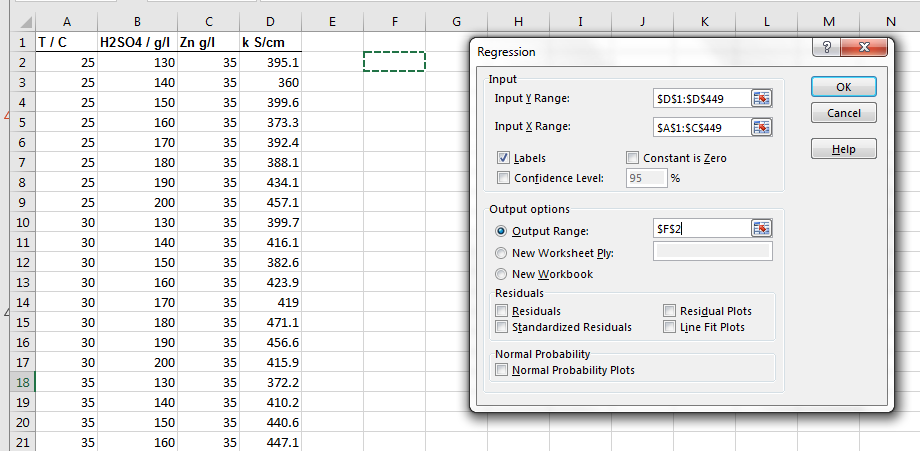 A B C D E F G H I J K L M N
1 T / C H2SO4 / g/l Zn g/l k S/cm
2 25 130 35 395.1
3 25 140 35 360
4 25 150 35 399.6
5 25 160 35 373.3
6 25 170 35 392.4
7 25 180 35 388.1
8 25 190 35 434.1
9 25 200 35 457.1
10 30 130 35 399.7
11 30 140 35 416.1
12 30 150 35 382.6
13 30 160 35 423.9
14 30 170 35 419
15 30 180 35 471.1
16 30 190 35 456.6
17 30 200 35 415.9
18 35 130 35 372.2
19 35 140 35 410.2
20 35 150 35 440.6
21 35 160 35 447.1
Regression ?
Input
Input Y Range: $D$1:$D$449
Input X Range: $A$1:$C$449
Labels Constant is Zero
Confidence Level: 95 %
Output options
Output Range: $F$2
New Worksheet Ply:
New Workbook
Residuals
Residuals Residual Plots
Standardized Residuals Line Fit Plots
Normal Probability
Normal Probability Plots
OK
Cancel
Help